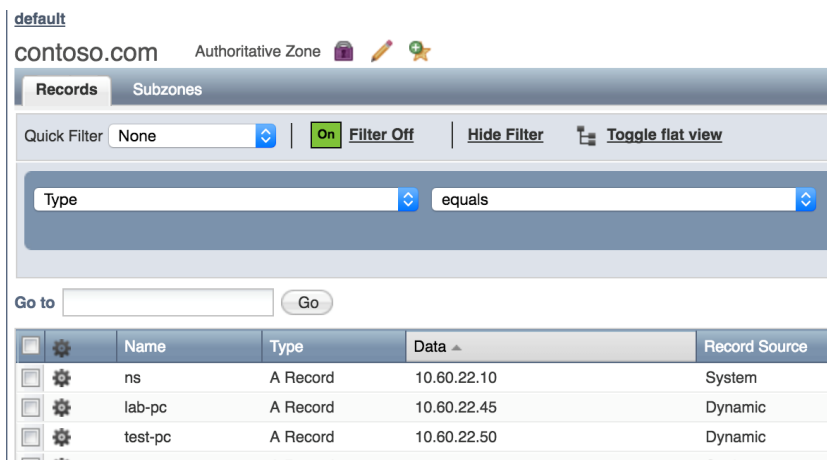 default
contoso.com Authoritative Zone
Records Subzones
Quick Filter None On Filter Off Hide Filter Toggle flat view
Type equals
Go to Go
Name Type Data Record Source
ns A Record 10.60.22.10 System
lab-pc A Record 10.60.22.45 Dynamic
test-pc A Record 10.60.22.50 Dynamic